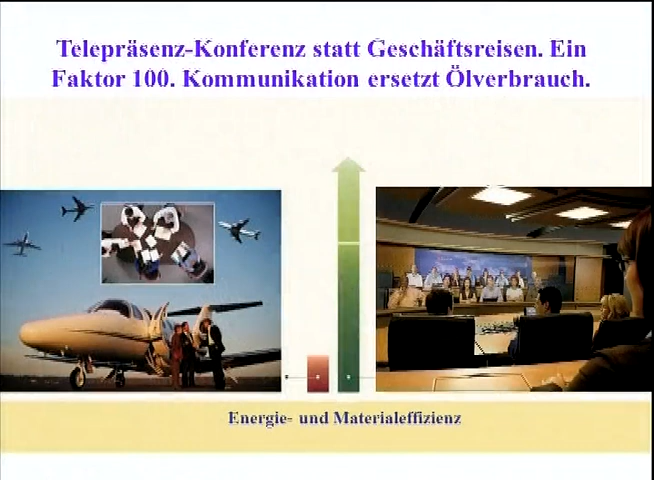 Telepräsenz-Konferenz statt Geschäftsreisen. Ein
Faktor 100. Kommunikation ersetzt Ölverbrauch.
Energie- und Materialeffizienz